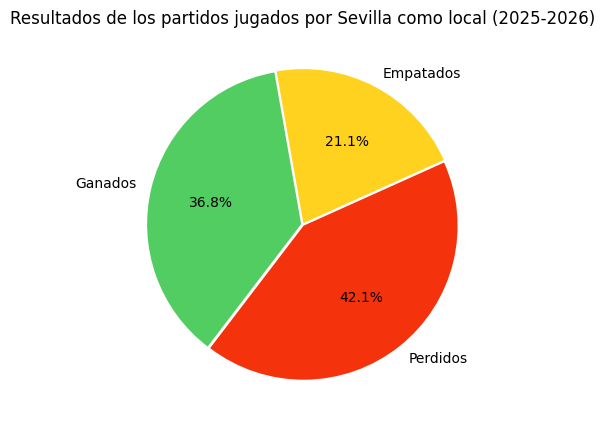 Resultados de los partidos jugados por Sevilla como local (2025-2026)
Empatados
21.1%
Ganados
36.8%
42.1%
Perdidos